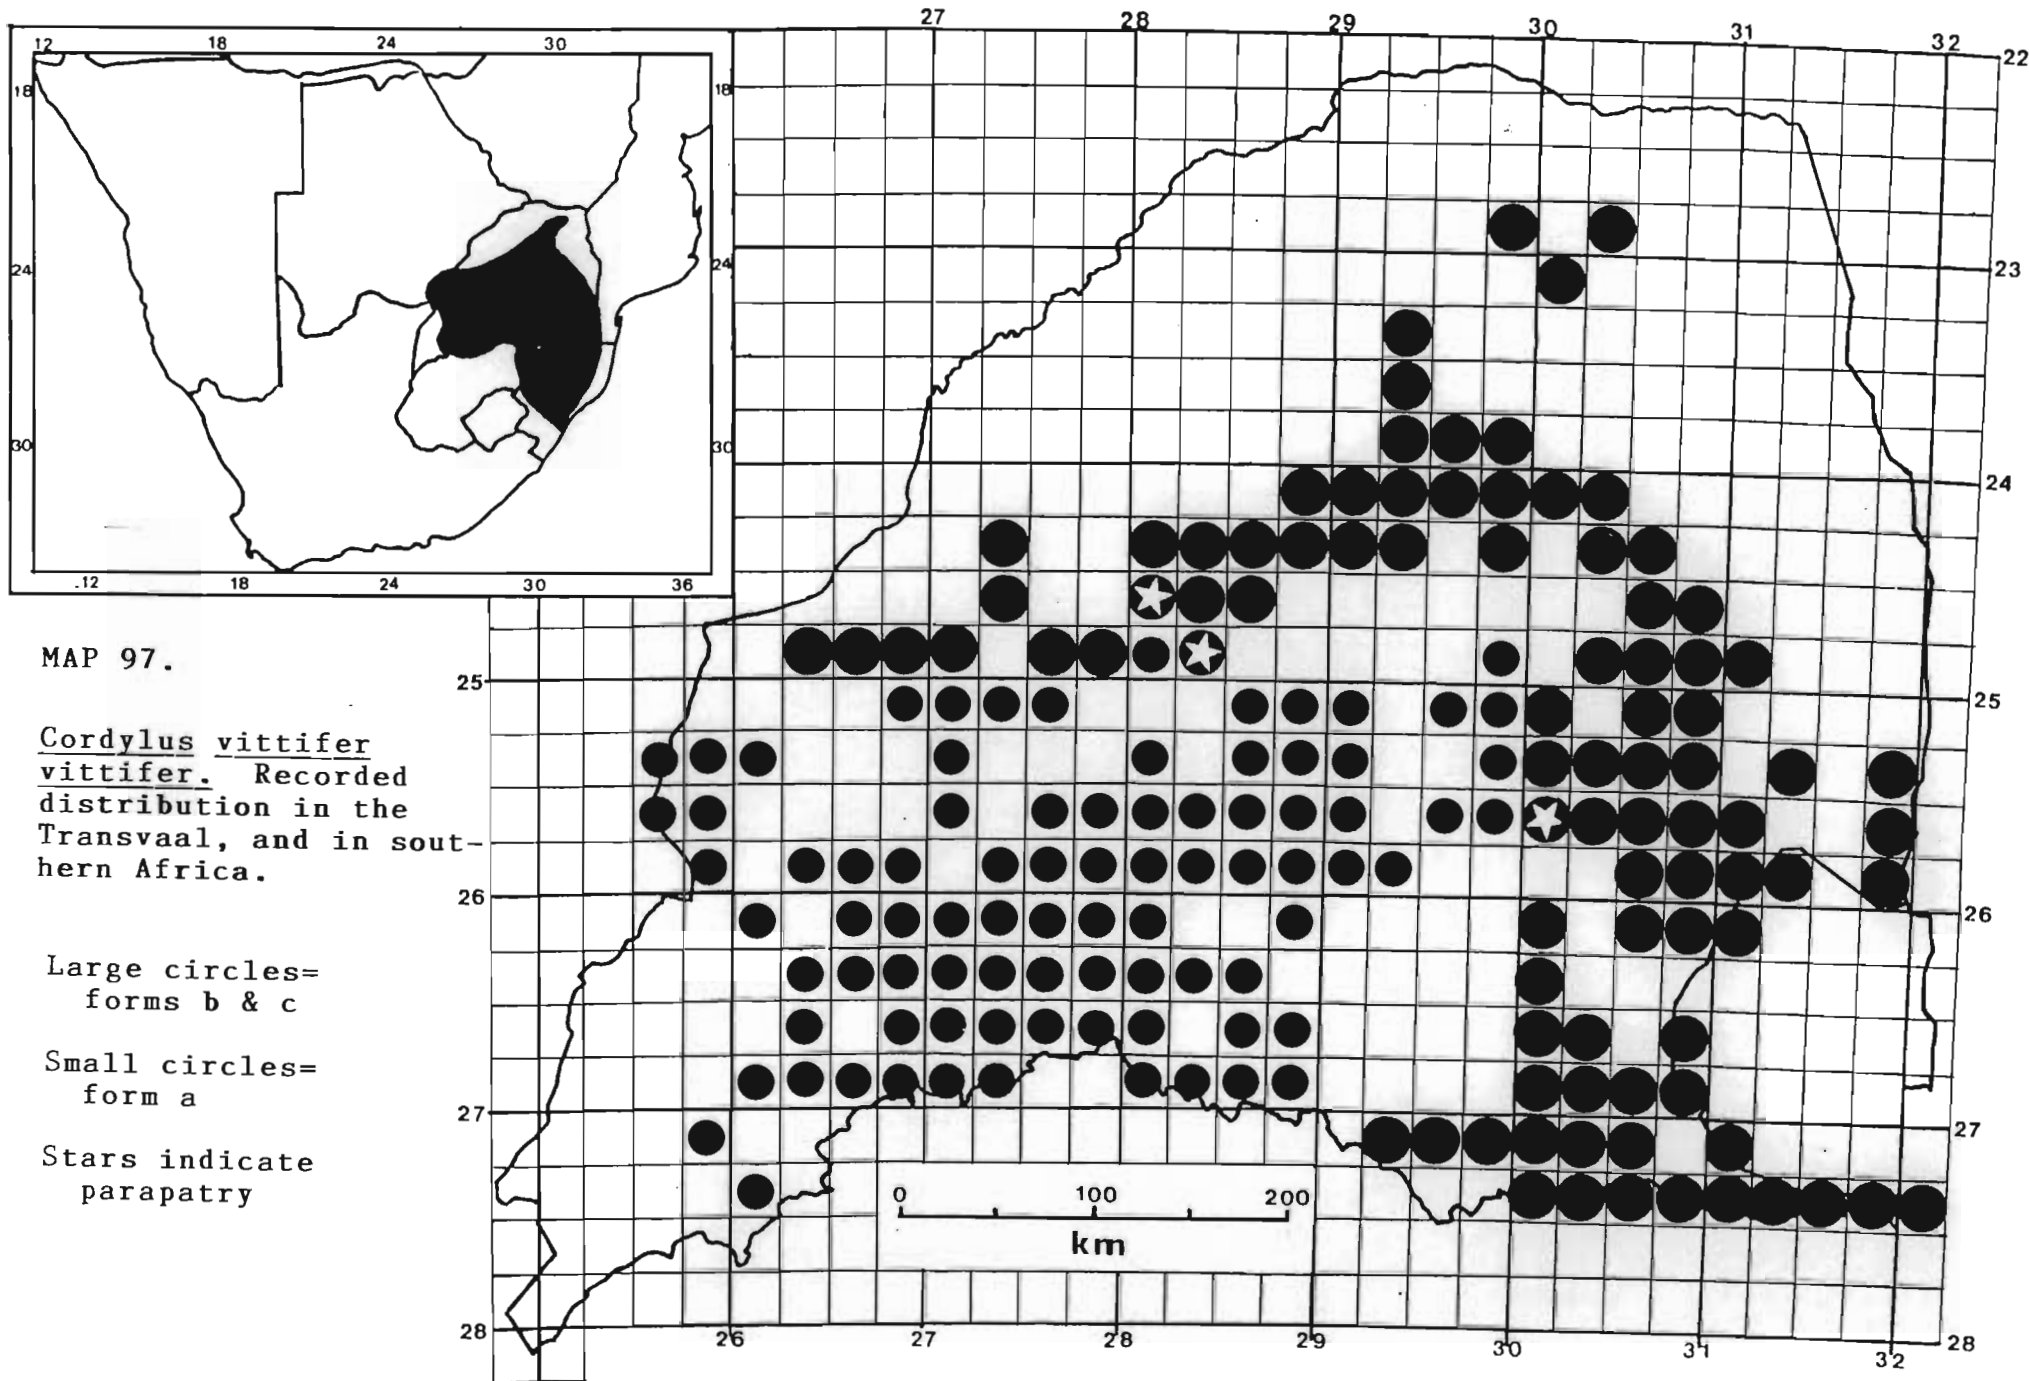 27 28 29 30 31 32
22
12 18 24 30
18 18
24 24
30 30
.12 18 24 30 36
23
24
MAP 97.
25 25
Cordylus vittifer
vittifer. Recorded
distribution in the
Transvaal, and in sout-
hern Africa.
26 26
Large circles=
forms b & c
Small circles=
form a
27 27
Stars indicate
parapatry
0 100 200
km
28 28
26 27 28 29 30 31 32